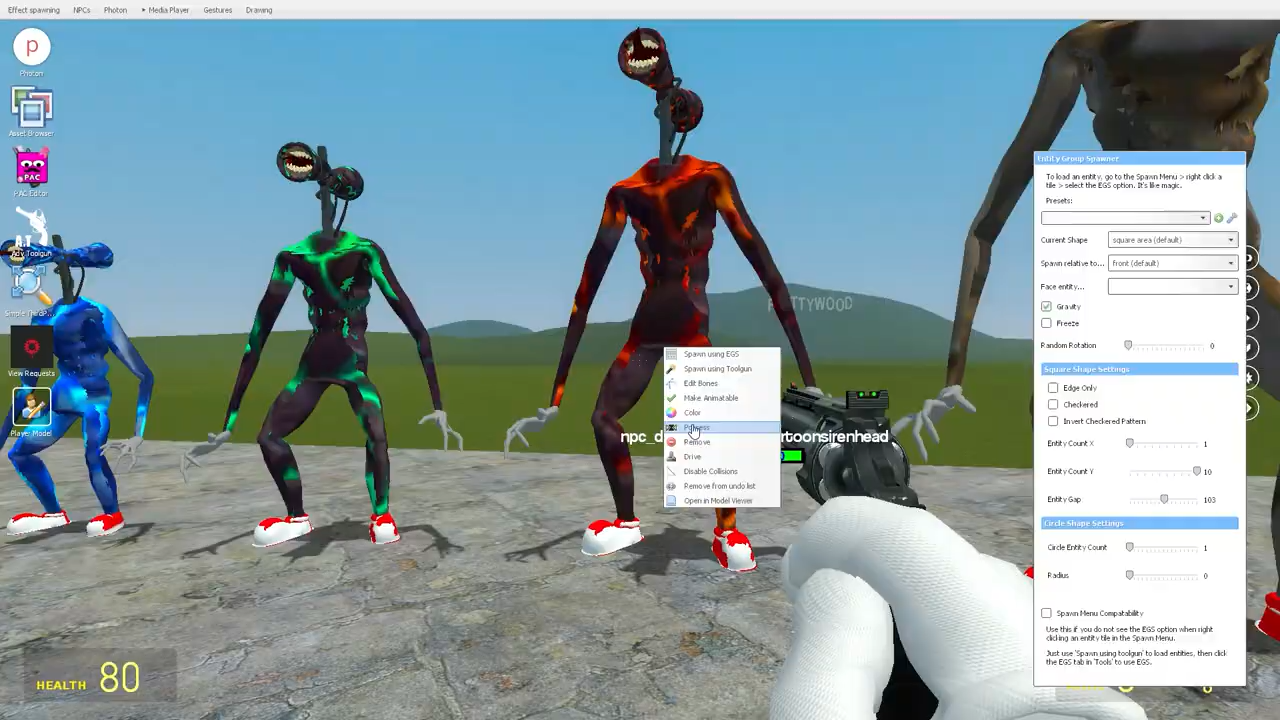 Effect spawning NPCs Photon Media Player Gestures Drawing
p
Photon
Asset Browser
PAC
PAC Editor
Adv Toolgun
View Requests
Player Model
PRETTYWOOD
Spawn using EGS
Spawn using Toolgun
Edit Bones
Make Animatable
Color
Remove
Drive
Disable Collisions
Remove from undo list
Open in Model Viewer
HEALTH 80
Entity Group Spawner
To load an entity, go to the Spawn Menu > right click a
tile > select the EGS option. It's like magic.
Presets:
Current Shape square area (default)
Spawn relative to... front (default)
Face entity...
Gravity
Freeze
Random Rotation 0
Square Shape Settings
Edge Only
Checkered
Invert Checkered Pattern
Entity Count X 1
Entity Count Y 10
Entity Gap 103
Circle Shape Settings
Circle Entity Count 1
Radius 0
Spawn Menu Compatability
Use this if you do not see the EGS option when right
clicking an entity tile in the Spawn Menu.
Just use 'Spawn using toolgun' to load entities, then click
the EGS tab in 'Tools' to use EGS.